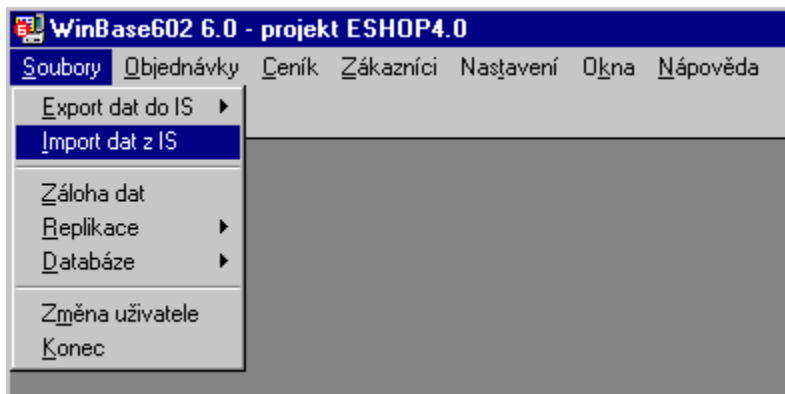 WinBase602 6.0 - projekt ESHOP4.0
Soubory Objednávky Ceník Zákazníci Nastavení Okna Nápověda
Export dat do IS
Import dat z IS
Záloha dat
Replikace
Databáze
Změna uživatele
Konec